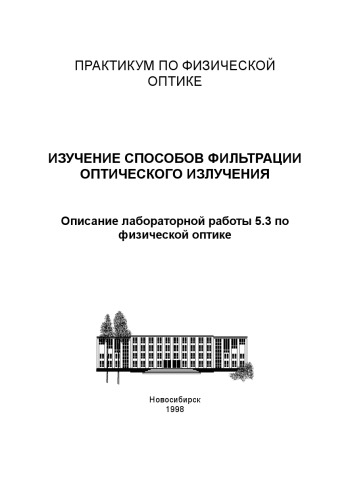 ПРАКТИКУМ ПО ФИЗИЧЕСКОЙ
ОПТИКЕ
ИЗУЧЕНИЕ СПОСОБОВ ФИЛЬТРАЦИИ
ОПТИЧЕСКОГО ИЗЛУЧЕНИЯ
Описание лабораторной работы 5.3 по
физической оптике
Новосибирск
1998